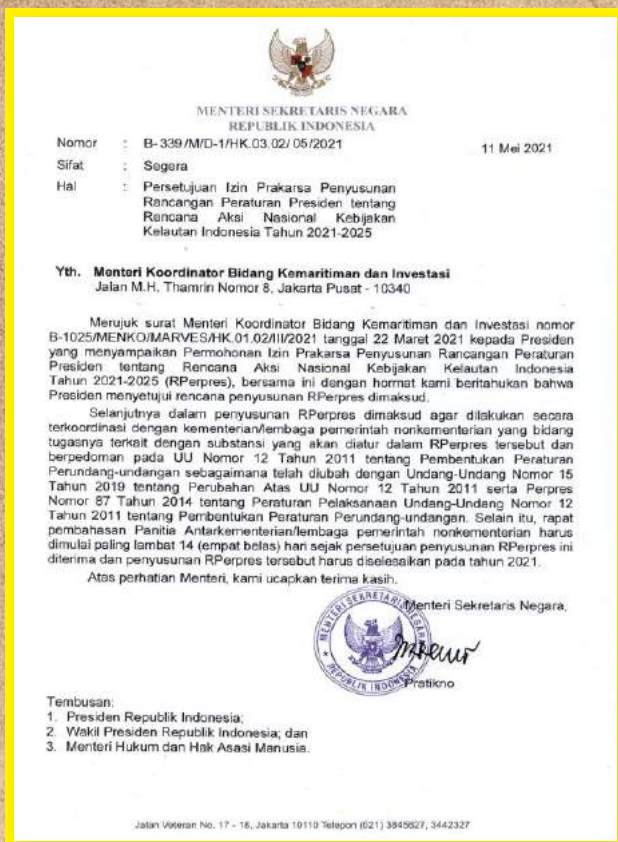 MENTERI SEKRETARIS NEGARA
REPUBLIK INDONESIA
Nomor : B-339/M/D-1/HK.03.02/05/2021 11 Mei 2021
Sifat : Segera
Hal : Persetujuan Izin Prakarsa Penyusunan
Rancangan Peraturan Presiden tentang
Rencana Aksi Nasional Kebijakan
Kelautan Indonesia Tahun 2021-2025
Yth. Menteri Koordinator Bidang Kemaritiman dan Investasi
Jalan M.H. Thamrin Nomor 8, Jakarta Pusat - 10340
Merujuk surat Menteri Koordinator Bidang Kemaritiman dan Investasi nomor
B-1025/MENKO/MARVES/HK.01.02/III/2021 tanggal 22 Maret 2021 kepada Presiden
yang menyampaikan Permohonan Izin Prakarsa Penyusunan Rancangan Peraturan
Presiden tentang Rencana Aksi Nasional Kebijakan Kelautan Indonesia
Tahun 2021-2025 (RPerpres), bersama ini dengan hormat kami beritahukan bahwa
Presiden menyetujui rencana penyusunan RPerpres dimaksud.
Selanjutnya dalam penyusunan RPerpres dimaksud agar dilakukan secara
terkoordinasi dengan kementerian/lembaga pemerintah nonkementerian yang bidang
tugasnya terkait dengan substansi yang akan diatur dalam RPerpres tersebut dan
berpedoman pada UU Nomor 12 Tahun 2011 tentang Pembentukan Peraturan
Perundang-undangan sebagaimana telah diubah dengan Undang-Undang Nomor 15
Tahun 2019 tentang Perubahan Atas UU Nomor 12 Tahun 2011 serta Perpres
Nomor 87 Tahun 2014 tentang Peraturan Pelaksanaan Undang-Undang Nomor 12
Tahun 2011 tentang Pembentukan Peraturan Perundang-undangan. Selain itu, rapat
pembahasan Panitia Antarkementerian/lembaga pemerintah nonkementerian harus
dimulai paling lambat 14 (empat belas) hari sejak persetujuan penyusunan RPerpres ini
diterima dan penyusunan RPerpres tersebut harus diselesaikan pada tahun 2021.
Atas perhatian Menteri, kami ucapkan terima kasih.
Menteri Sekretaris Negara,
MENTERI SEKRETARIS NEGARA
REPUBLIK INDONESIA
Pratikno
Tembusan:
1. Presiden Republik Indonesia;
2. Wakil Presiden Republik Indonesia; dan
3. Menteri Hukum dan Hak Asasi Manusia.
Jalan Veteran No. 17 - 18, Jakarta 10110 Telepon (021) 3845627, 3442327